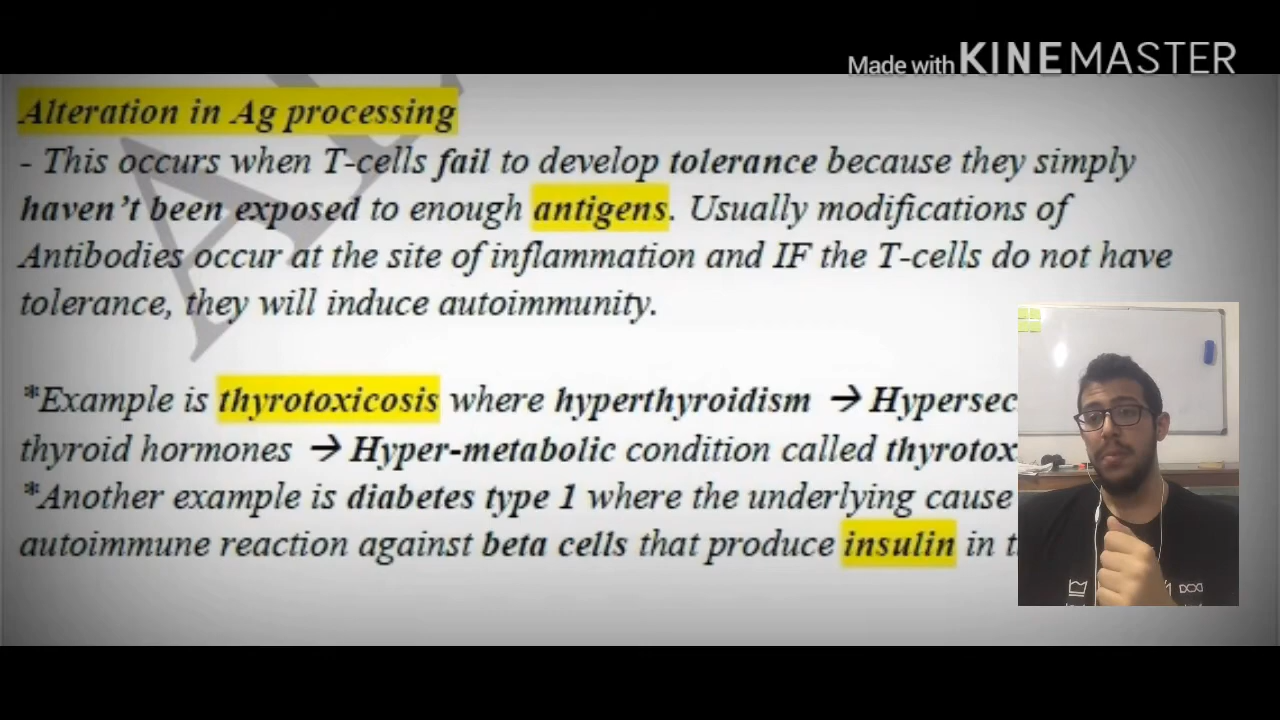 Made with KINEMASTER
Alteration in Ag processing
- This occurs when T-cells fail to develop tolerance because they simply
haven't been exposed to enough antigens. Usually modifications of
Antibodies occur at the site of inflammation and IF the T-cells do not have
tolerance, they will induce autoimmunity.
*Example is thyrotoxicosis where hyperthyroidism → Hypersec
thyroid hormones → Hyper-metabolic condition called thyrotox
*Another example is diabetes type 1 where the underlying cause
autoimmune reaction against beta cells that produce insulin in t